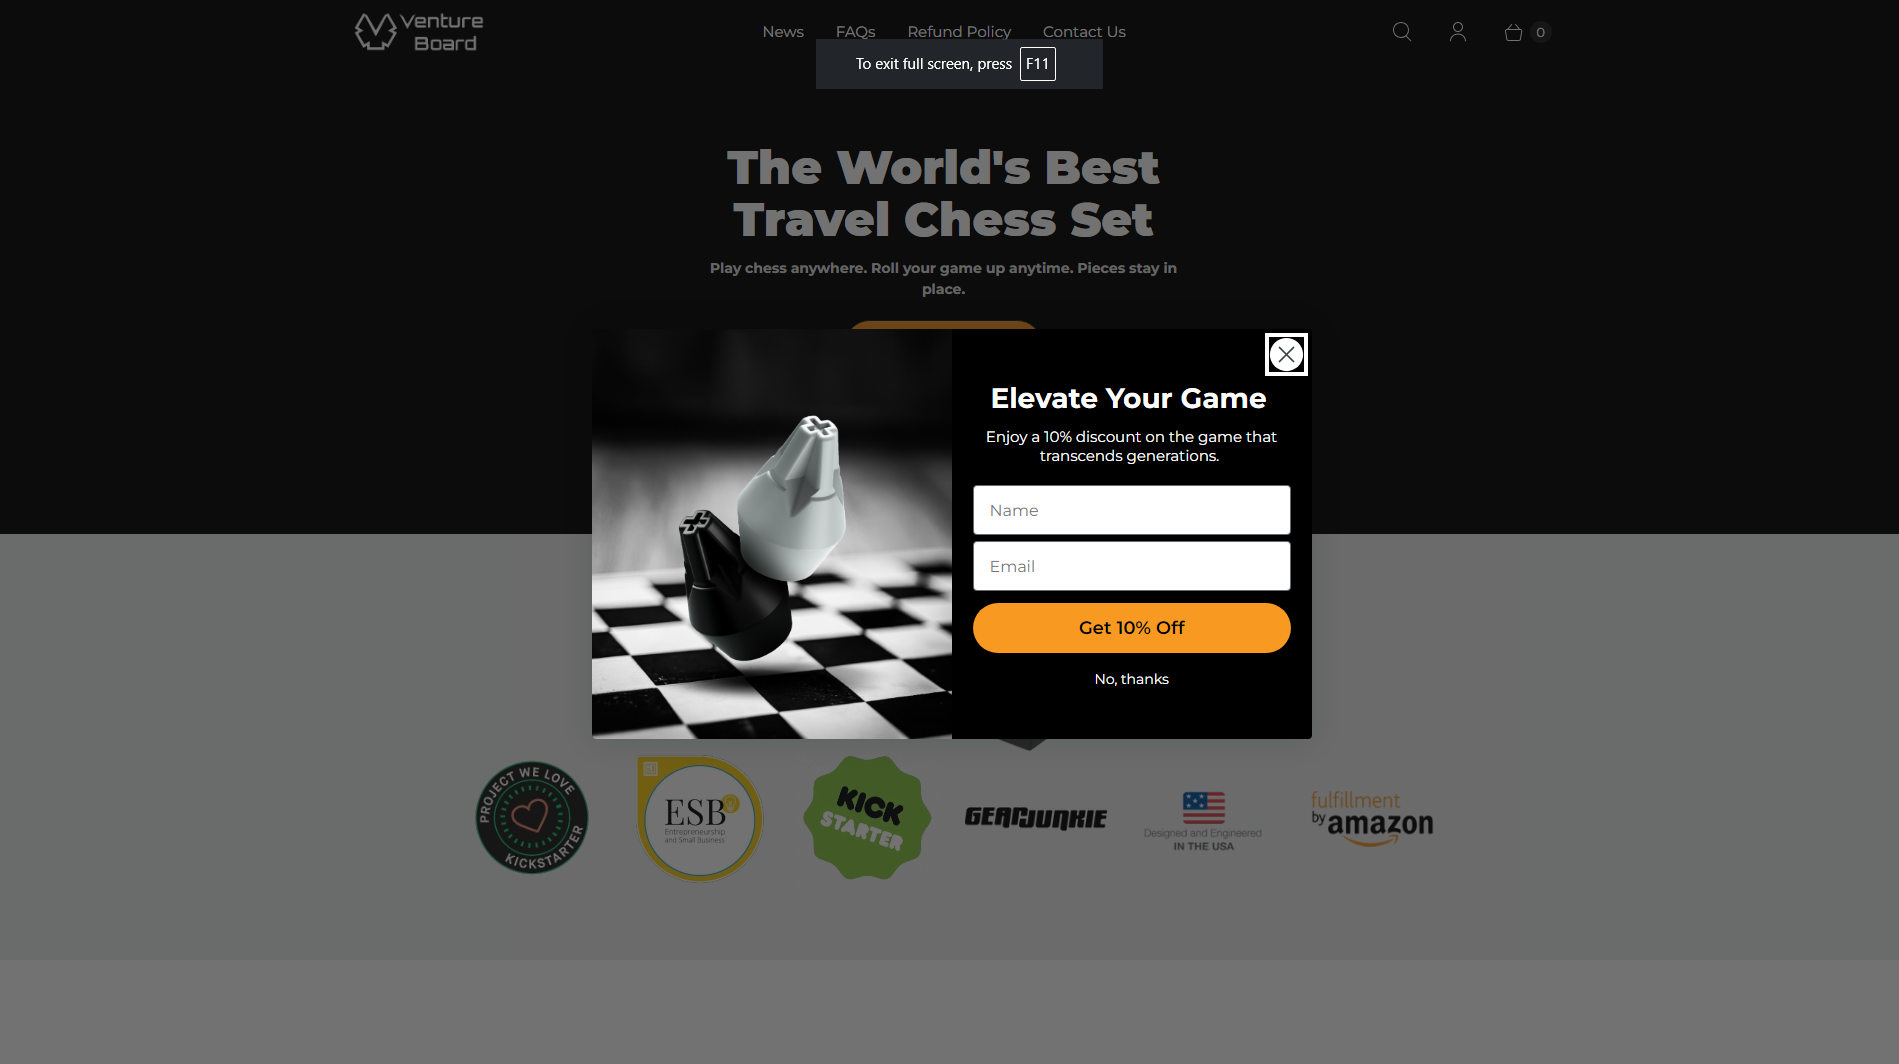 Venture
Board
News
FAQs
Refund Policy
Contact Us
0
To exit full screen, press F11
The World's Best
Travel Chess Set
Play chess anywhere. Roll your game up anytime. Pieces stay in
place.
Elevate Your Game
Enjoy a 10% discount on the game that
transcends generations.
Name
Email
Get 10% Off
No, thanks
PROJECT WE LOVE
KICKSTARTER
ESB
Entrepreneurship
and Small Business
KICK
STARTER
GEARJUNKIE
Designed and Engineered
IN THE USA
fulfillment
by amazon